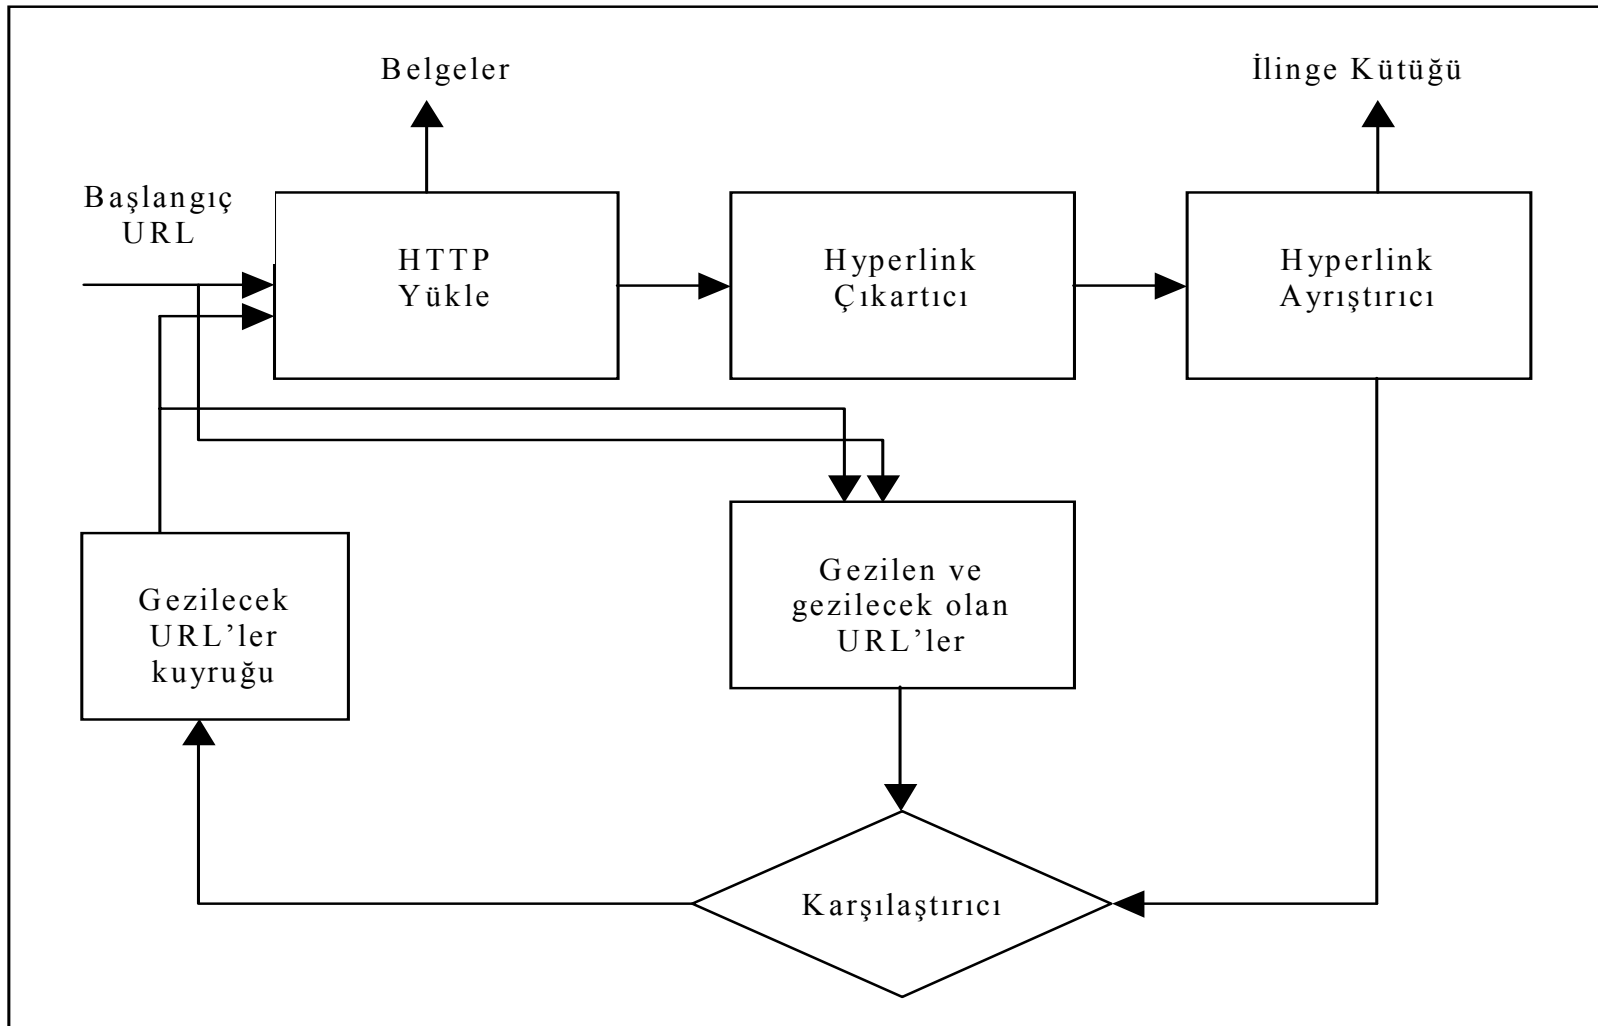 Belgeler
İlinge Kütüğü
Başlangıç
URL
HTTP
Yükle
Hyperlink
Çıkartıcı
Hyperlink
Ayrıştırıcı
Gezilecek
URL’ler
kuyruğu
Gezilen ve
gezilecek olan
URL’ler
Karşılaştırıcı